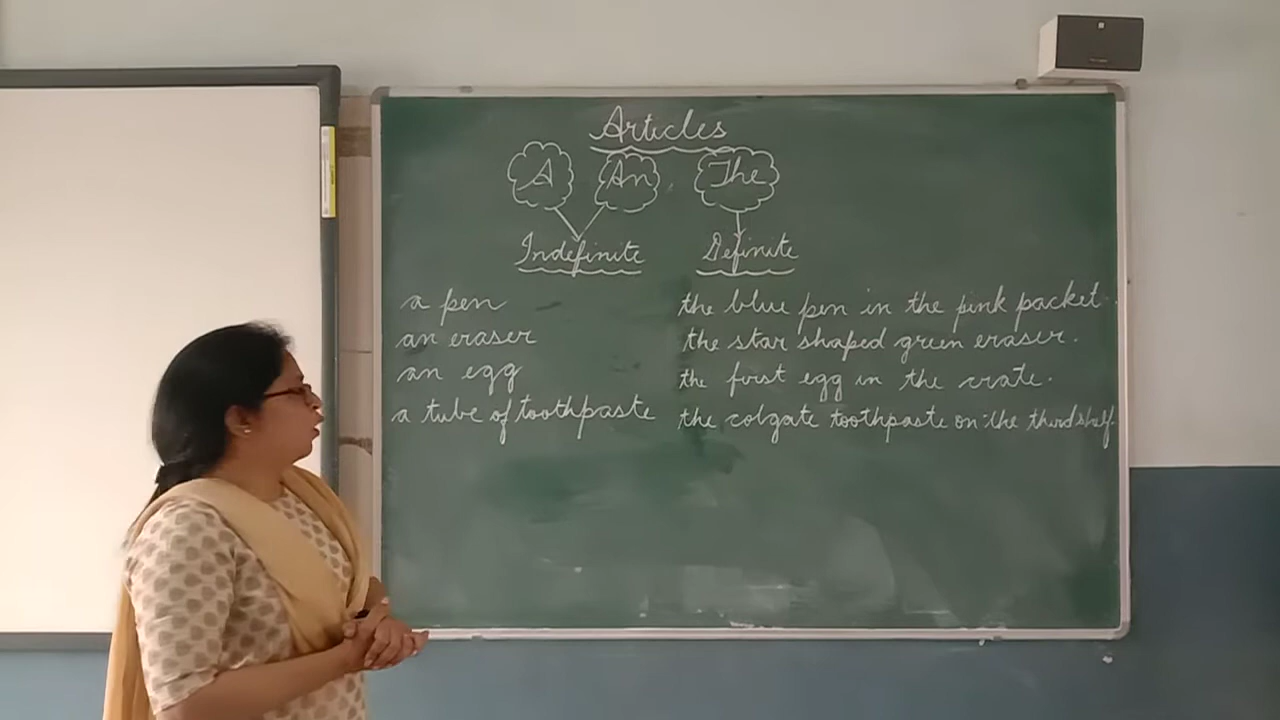 Articles
A An The
Indefinite Definite
a pen the blue pen in the pink packet.
an eraser the star shaped green eraser.
an egg the first egg in the crate.
a tube of toothpaste the colgate toothpaste on the third shelf.